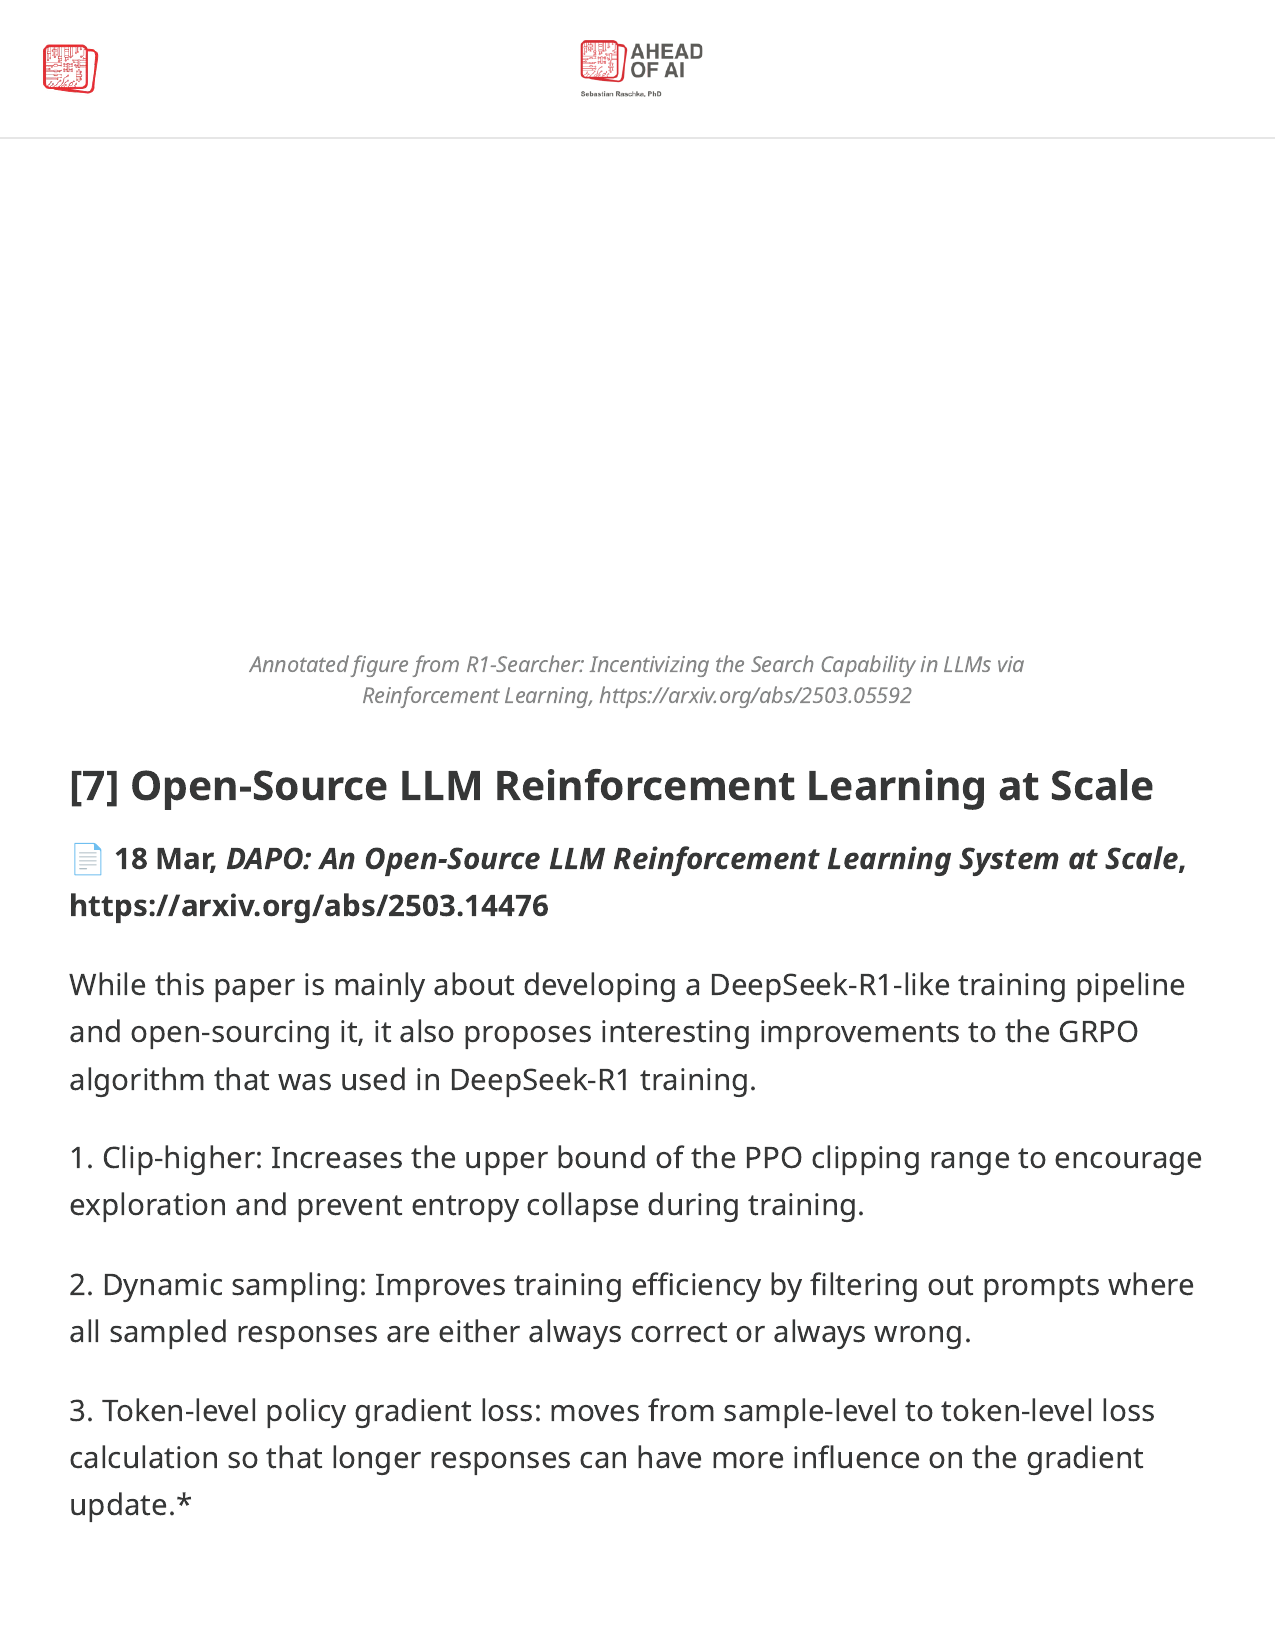 AHEAD
OF AI
Sebastian Raschka, PhD
Annotated figure from R1-Searcher: Incentivizing the Search Capability in LLMs via
Reinforcement Learning, https://arxiv.org/abs/2503.05592
[7] Open-Source LLM Reinforcement Learning at Scale
📄 18 Mar, DAPO: An Open-Source LLM Reinforcement Learning System at Scale,
https://arxiv.org/abs/2503.14476
While this paper is mainly about developing a DeepSeek-R1-like training pipeline
and open-sourcing it, it also proposes interesting improvements to the GRPO
algorithm that was used in DeepSeek-R1 training.
1. Clip-higher: Increases the upper bound of the PPO clipping range to encourage
exploration and prevent entropy collapse during training.
2. Dynamic sampling: Improves training efficiency by filtering out prompts where
all sampled responses are either always correct or always wrong.
3. Token-level policy gradient loss: moves from sample-level to token-level loss
calculation so that longer responses can have more influence on the gradient
update.*